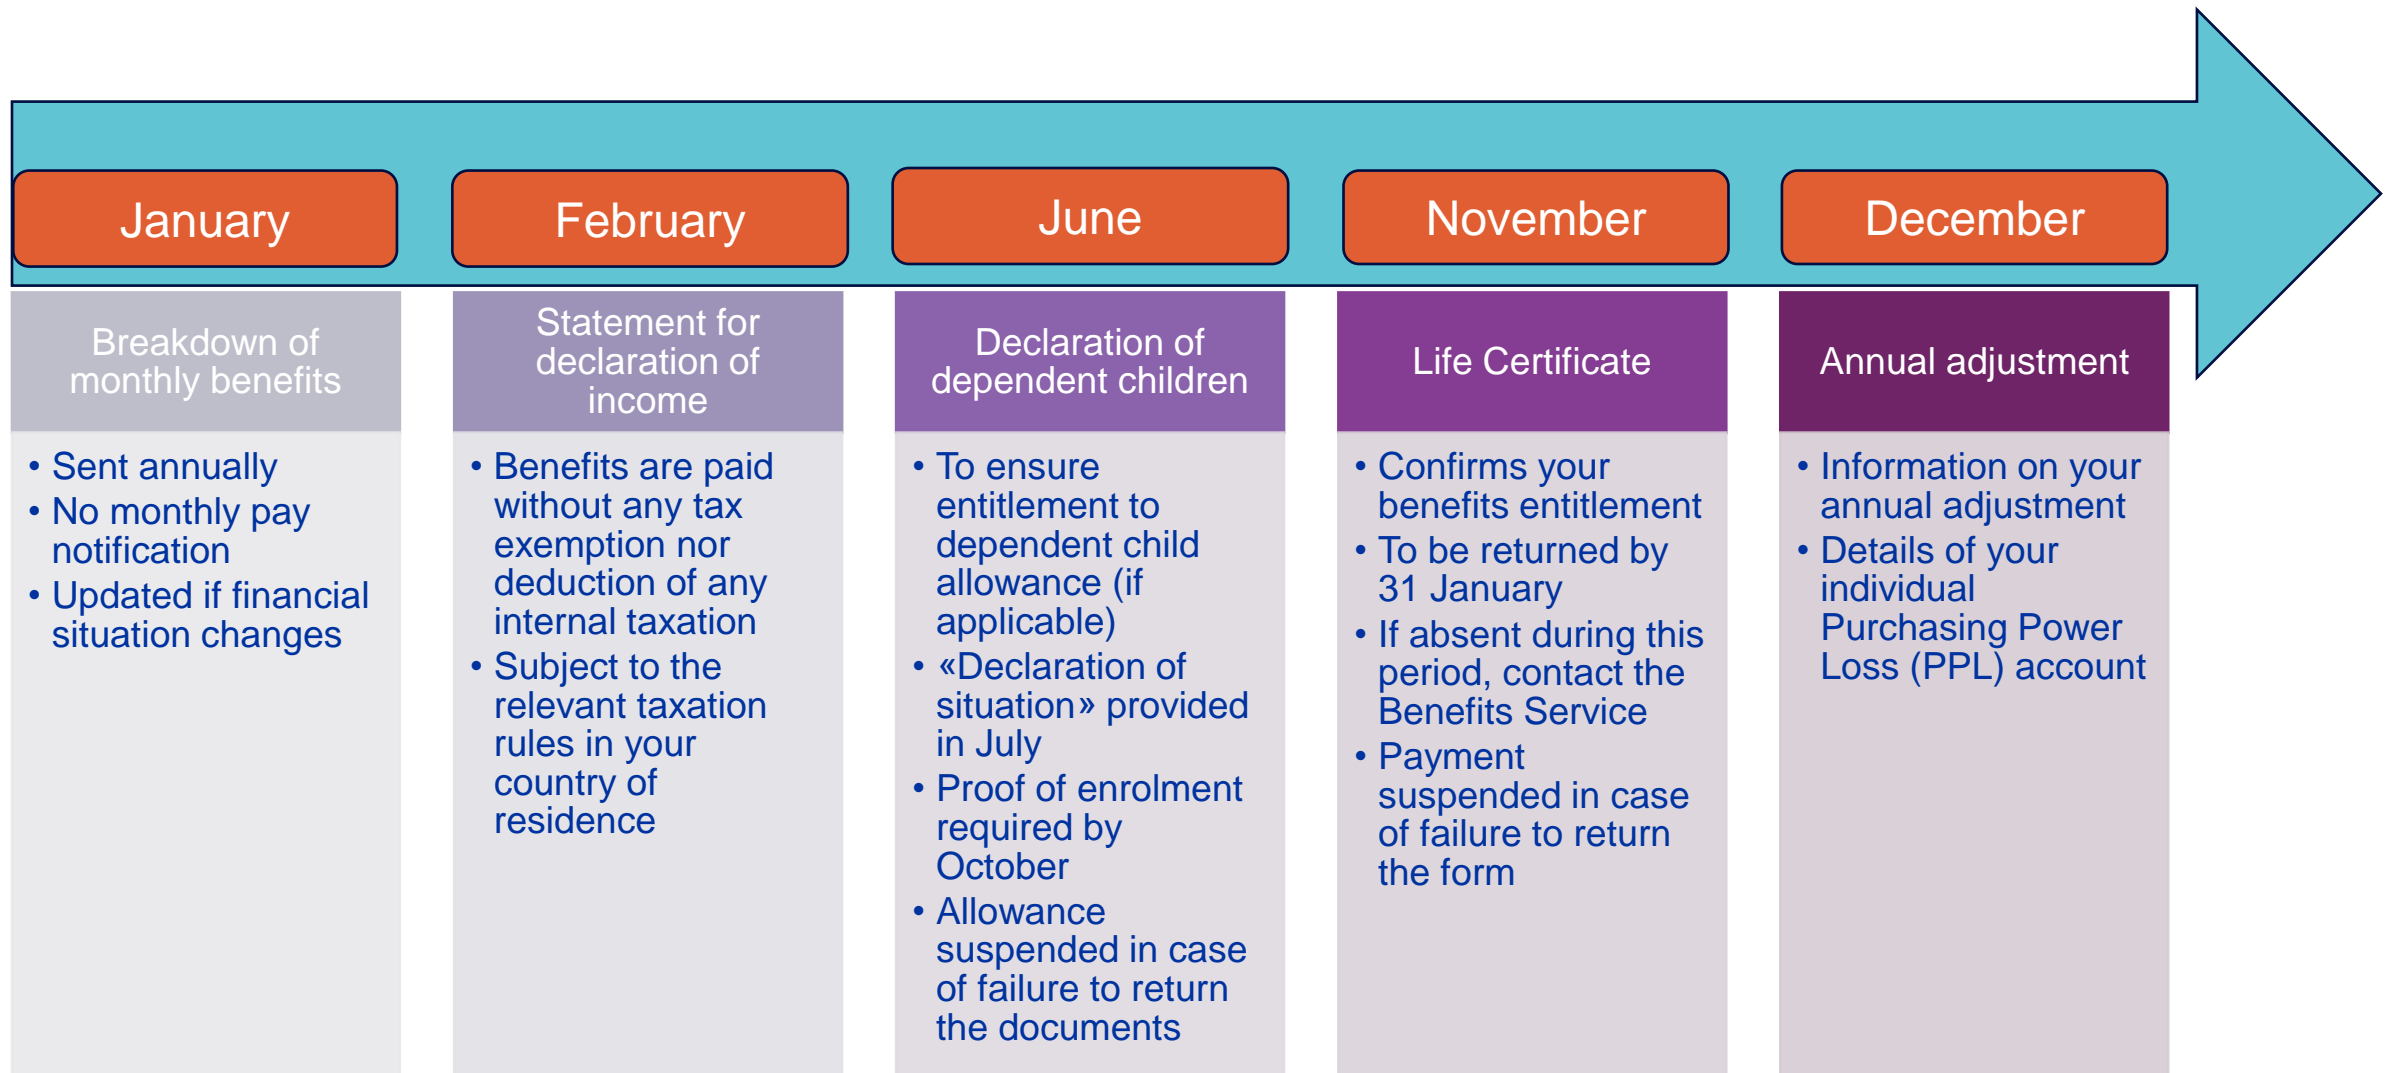 January
February
June
November
December
Breakdown of
monthly benefits
• Sent annually
• No monthly pay
notification
• Updated if financial
situation changes
Statement for
declaration of
income
• Benefits are paid
without any tax
exemption nor
deduction of any
internal taxation
• Subject to the
relevant taxation
rules in your
country of
residence
Declaration of
dependent children
• To ensure
entitlement to
dependent child
allowance (if
applicable)
• «Declaration of
situation» provided
in July
• Proof of enrolment
required by
October
• Allowance
suspended in case
of failure to return
the documents
Life Certificate
• Confirms your
benefits entitlement
• To be returned by
31 January
• If absent during this
period, contact the
Benefits Service
• Payment
suspended in case
of failure to return
the form
Annual adjustment
• Information on your
annual adjustment
• Details of your
individual
Purchasing Power
Loss (PPL) account